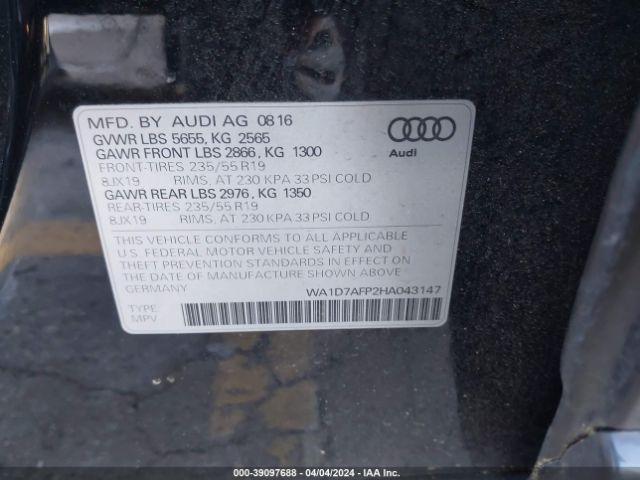 MFD. BY AUDI AG 08 16
GVWR LBS 5655, KG 2565
GAWR FRONT LBS 2866, KG 1300
FRONT-TIRES 235/55 R19
8JX19 RIMS, AT 230 KPA 33 PSI COLD
GAWR REAR LBS 2976, KG 1350
REAR-TIRES 235/55 R19
8JX19 RIMS, AT 230 KPA 33 PSI COLD
Audi
THIS VEHICLE CONFORMS TO ALL APPLICABLE
U.S. FEDERAL MOTOR VEHICLE SAFETY AND
THEFT PREVENTION STANDARDS IN EFFECT ON
THE DATE OF MANUFACTURE SHOWN ABOVE.
GERMANY WA1D7AFP2HA043147
TYPE
MPV
000-39097688 - 04/04/2024 - IAA Inc.